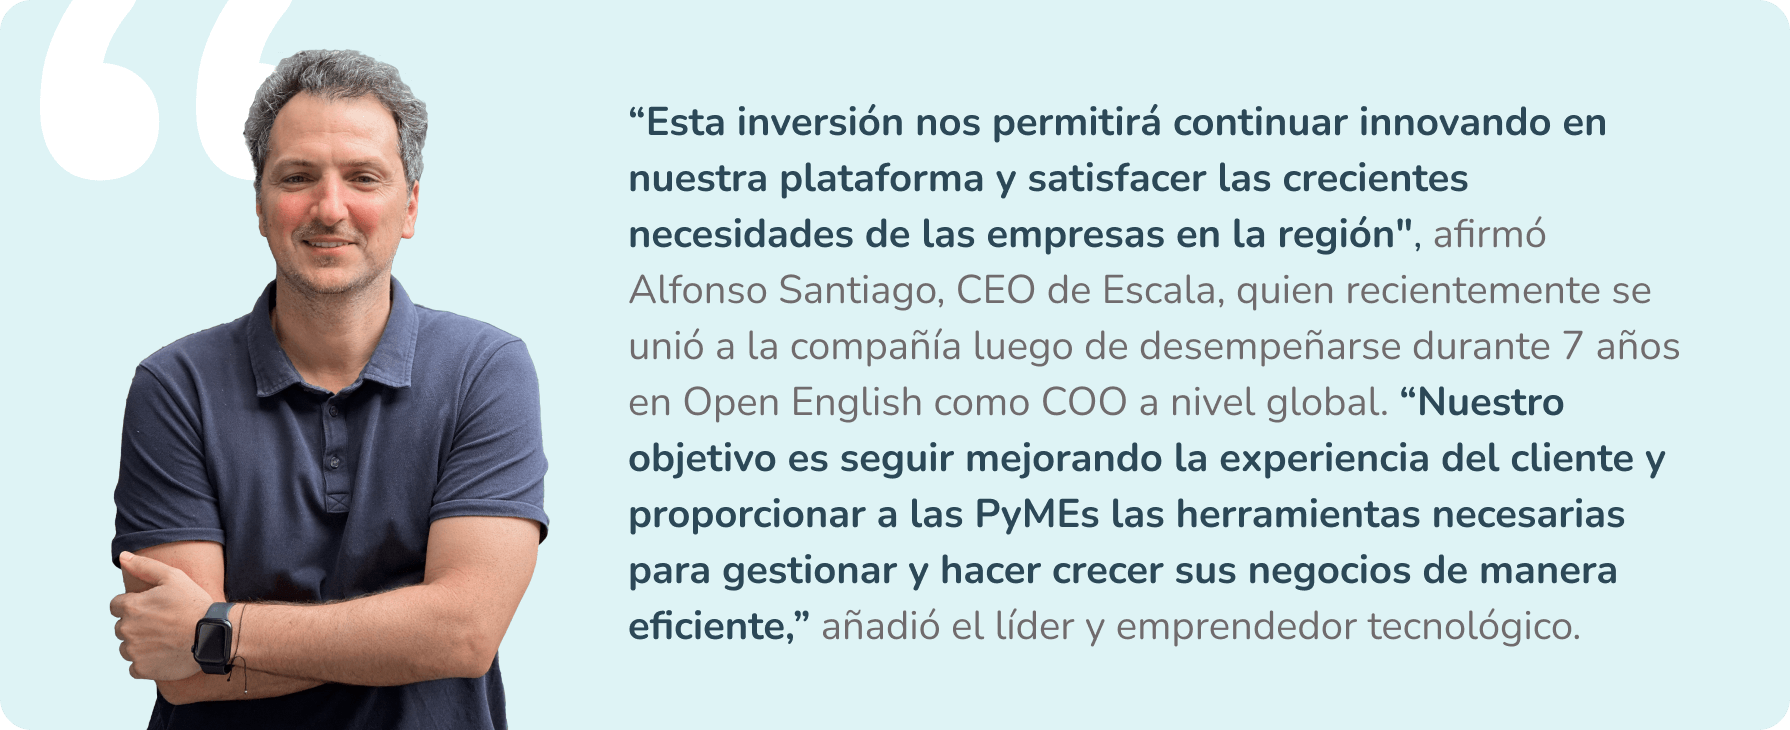 “Esta inversión nos permitirá continuar innovando en
nuestra plataforma y satisfacer las crecientes
necesidades de las empresas en la región", afirmó
Alfonso Santiago, CEO de Escala, quien recientemente se
unió a la compañía luego de desempeñarse durante 7 años
en Open English como COO a nivel global. “Nuestro
objetivo es seguir mejorando la experiencia del cliente y
proporcionar a las PyMEs las herramientas necesarias
para gestionar y hacer crecer sus negocios de manera
eficiente,” añadió el líder y emprendedor tecnológico.